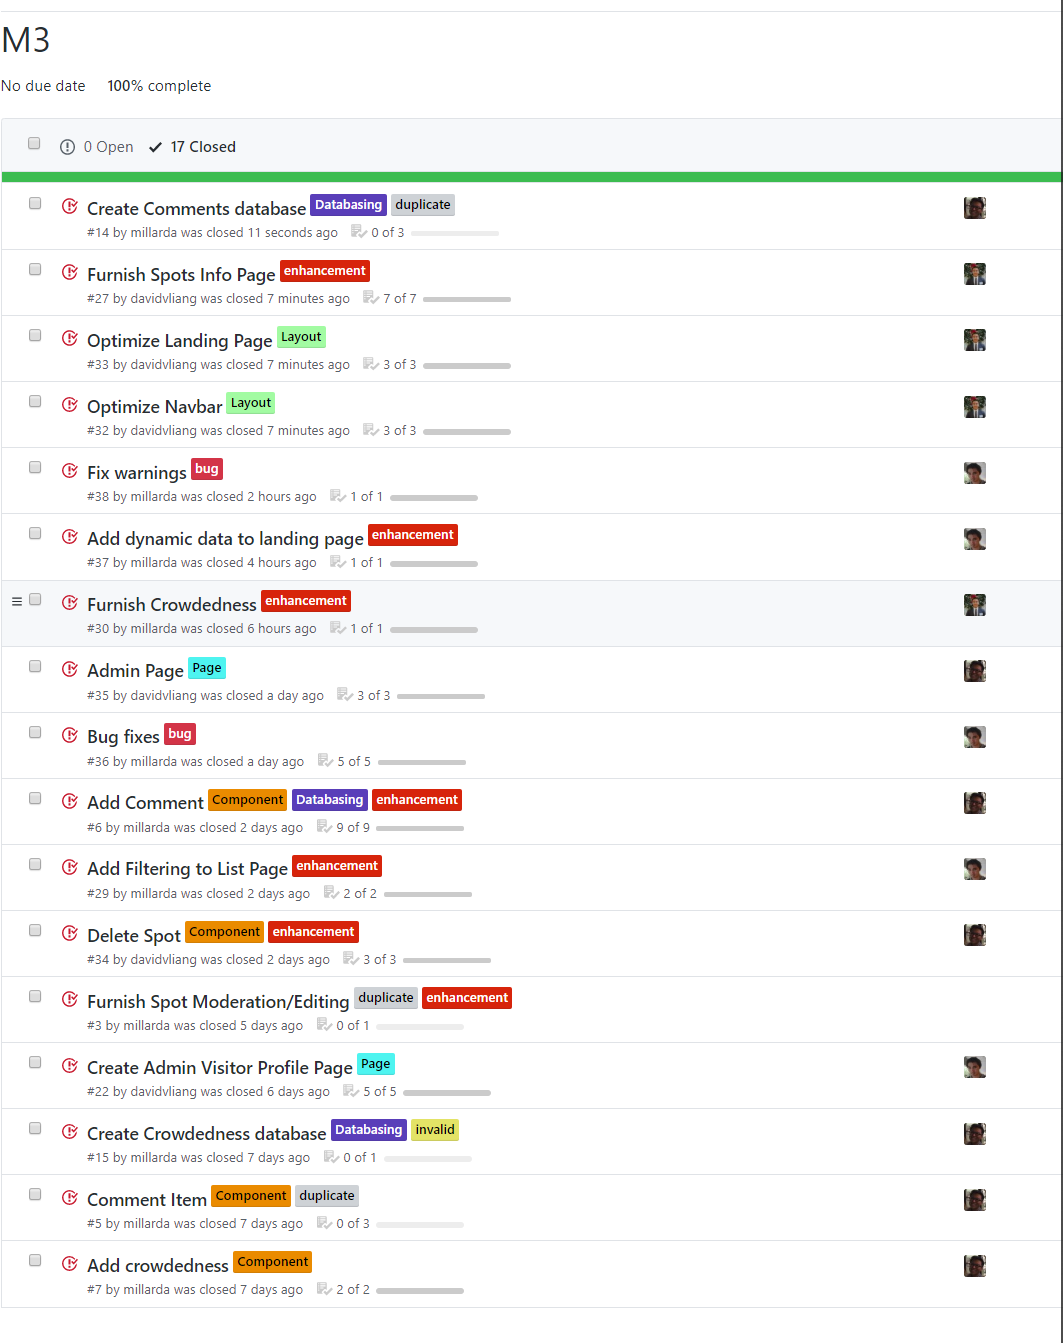 M3
No due date 100% complete
0 Open 17 Closed
Create Comments database Databasing duplicate
#14 by millarda was closed 11 seconds ago 0 of 3
Furnish Spots Info Page enhancement
#27 by davidvliang was closed 7 minutes ago 7 of 7
Optimize Landing Page Layout
#33 by davidvliang was closed 7 minutes ago 3 of 3
Optimize Navbar Layout
#32 by davidvliang was closed 7 minutes ago 3 of 3
Fix warnings bug
#38 by millarda was closed 2 hours ago 1 of 1
Add dynamic data to landing page enhancement
#37 by millarda was closed 4 hours ago 1 of 1
Furnish Crowdedness enhancement
#30 by millarda was closed 6 hours ago 1 of 1
Admin Page Page
#35 by davidvliang was closed a day ago 3 of 3
Bug fixes bug
#36 by millarda was closed a day ago 5 of 5
Add Comment Component Databasing enhancement
#6 by millarda was closed 2 days ago 9 of 9
Add Filtering to List Page enhancement
#29 by millarda was closed 2 days ago 2 of 2
Delete Spot Component enhancement
#34 by davidvliang was closed 2 days ago 3 of 3
Furnish Spot Moderation/Editing duplicate enhancement
#3 by millarda was closed 5 days ago 0 of 1
Create Admin Visitor Profile Page Page
#22 by davidvliang was closed 6 days ago 5 of 5
Create Crowdedness database Databasing invalid
#15 by millarda was closed 7 days ago 0 of 1
Comment Item Component duplicate
#5 by millarda was closed 7 days ago 0 of 3
Add crowdedness Component
#7 by millarda was closed 7 days ago 2 of 2